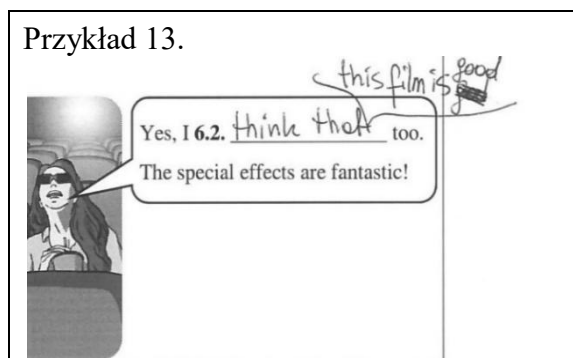 Przykład 13.
this film is good
Yes, I 6.2. think that too.
The special effects are fantastic!